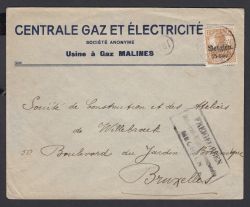 CENTRALE GAZ ET ÉLECTRICITÉ
SOCIÉTÉ ANONYME
Usine à Gaz MALINES
Belgien
Société de Construction et des Ateliers
de Willebroeck
50 Boulevard du Jardin Botanique
Bruxelles